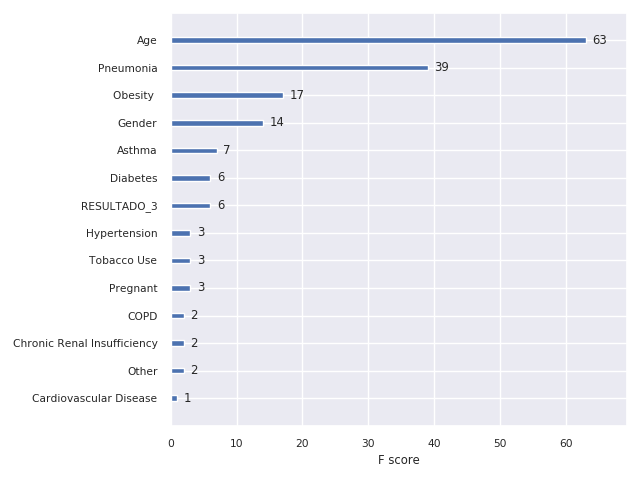 Age 63
Pneumonia 39
Obesity 17
Gender 14
Asthma 7
Diabetes 6
RESULTADO_3 6
Hypertension 3
Tobacco Use 3
Pregnant 3
COPD 2
Chronic Renal Insufficiency 2
Other 2
Cardiovascular Disease 1
0 10 20 30 40 50 60
F score